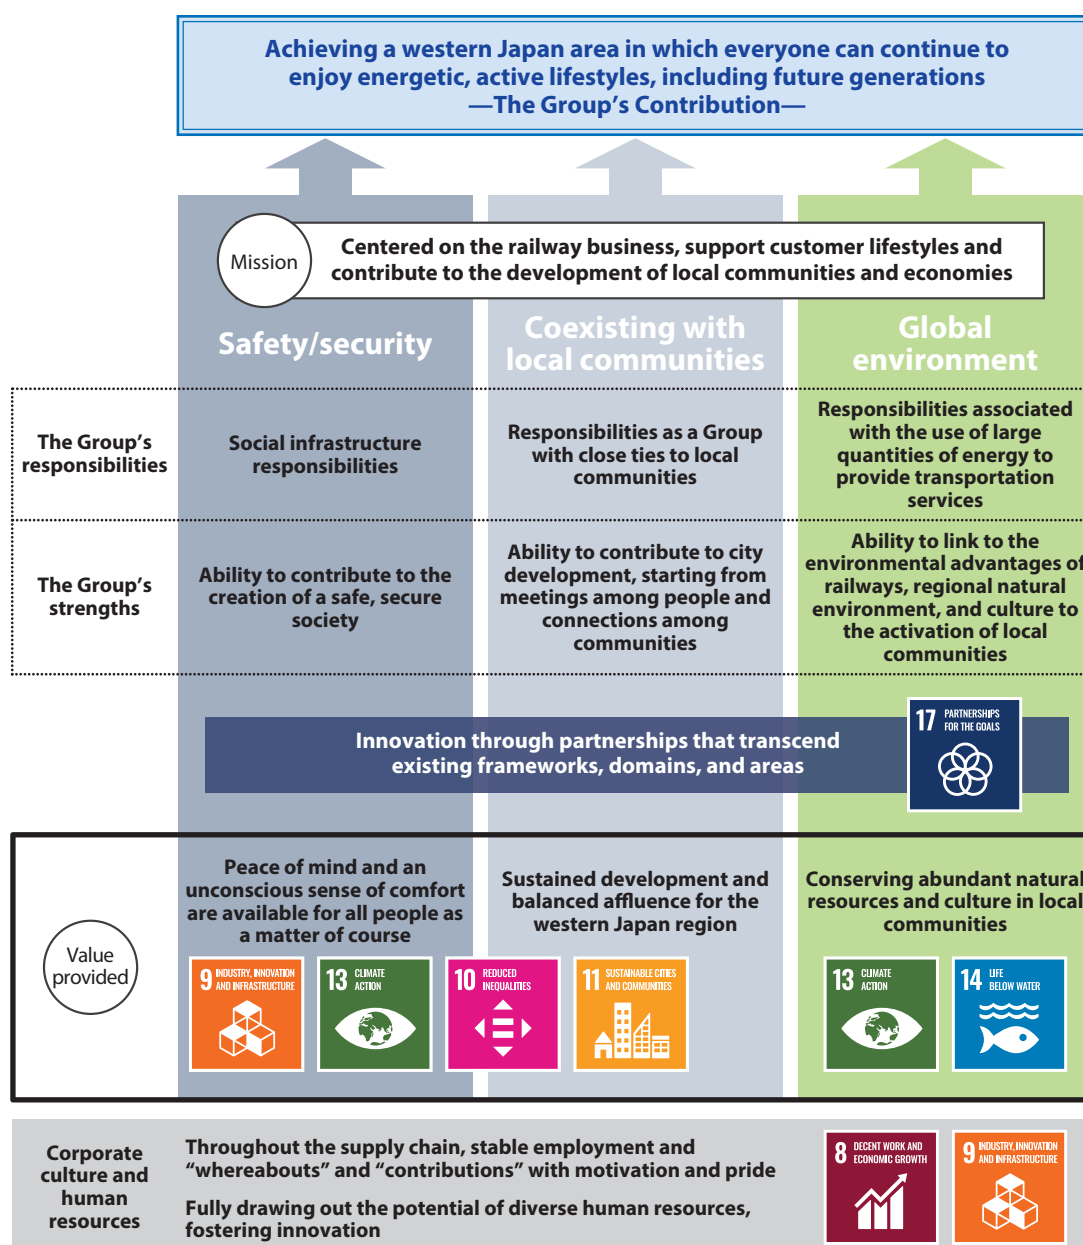 Achieving a western Japan area in which everyone can continue to
enjoy energetic, active lifestyles, including future generations
—The Group's Contribution—
Mission
Centered on the railway business, support customer lifestyles and
contribute to the development of local communities and economies
Safety/security
Coexisting with
local communities
Global
environment
The Group's
responsibilities
Social infrastructure
responsibilities
Responsibilities as a Group
with close ties to local
communities
Responsibilities associated
with the use of large
quantities of energy to
provide transportation
services
The Group's
strengths
Ability to contribute to the
creation of a safe, secure
society
Ability to contribute to city
development, starting from
meetings among people and
connections among
communities
Ability to link to the
environmental advantages of
railways, regional natural
environment, and culture to
the activation of local
communities
Innovation through partnerships that transcend
existing frameworks, domains, and areas
17 PARTNERSHIPS
FOR THE GOALS
Value
provided
Peace of mind and an
unconscious sense of comfort
are available for all people as
a matter of course
Sustained development and
balanced affluence for the
western Japan region
Conserving abundant natural
resources and culture in local
communities
9 INDUSTRY, INNOVATION
AND INFRASTRUCTURE
13 CLIMATE
ACTION
10 REDUCED
INEQUALITIES
11 SUSTAINABLE CITIES
AND COMMUNITIES
13 CLIMATE
ACTION
14 LIFE
BELOW WATER
Corporate
culture and
human
resources
Throughout the supply chain, stable employment and
“whereabouts” and “contributions” with motivation and pride
Fully drawing out the potential of diverse human resources,
fostering innovation
8 DECENT WORK AND
ECONOMIC GROWTH
9 INDUSTRY, INNOVATION
AND INFRASTRUCTURE